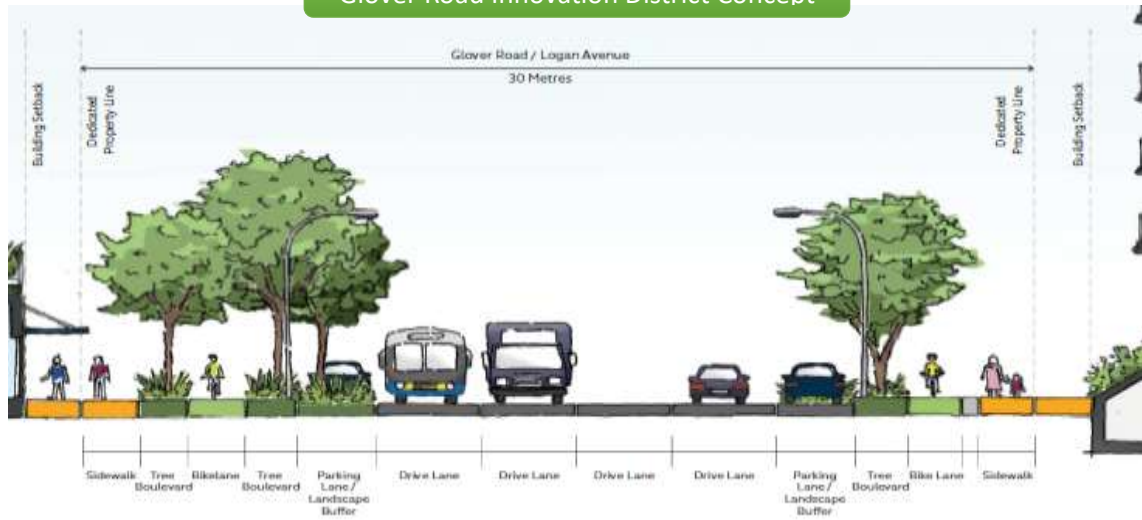 Glover Road Innovation District Concept
Glover Road / Logan Avenue
30 Metres
Building Setback
Dedicated
Property Line
Dedicated
Property Line
Building Setback
Sidewalk
Tree
Boulevard
Biketane
Tree
Boulevard
Parking
Lane /
Landscape
Buffer
Drive Lane
Drive Lane
Drive Lane
Drive Lane
Parking
Lane /
Landscape
Buffer
Tree
Boulevard
Bike Lane
Sidewalk